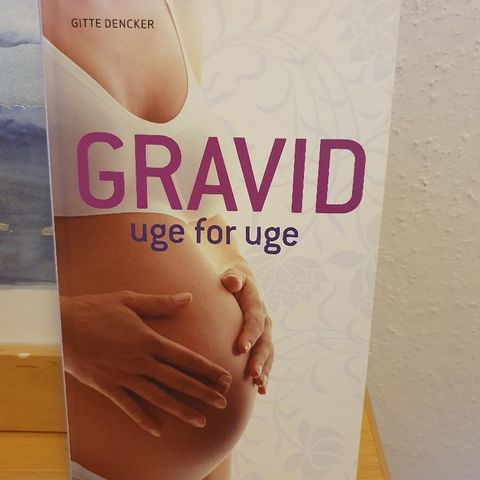 GITTE DENCKER
GRAVID
uge for uge